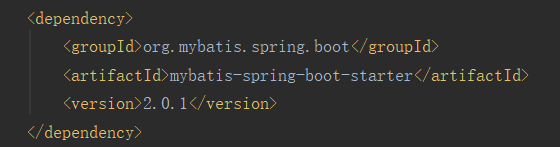 <dependency>
<groupId>org.mybatis.spring.boot</groupId>
<artifactId>mybatis-spring-boot-starter</artifactId>
<version>2.0.1</version>
</dependency>